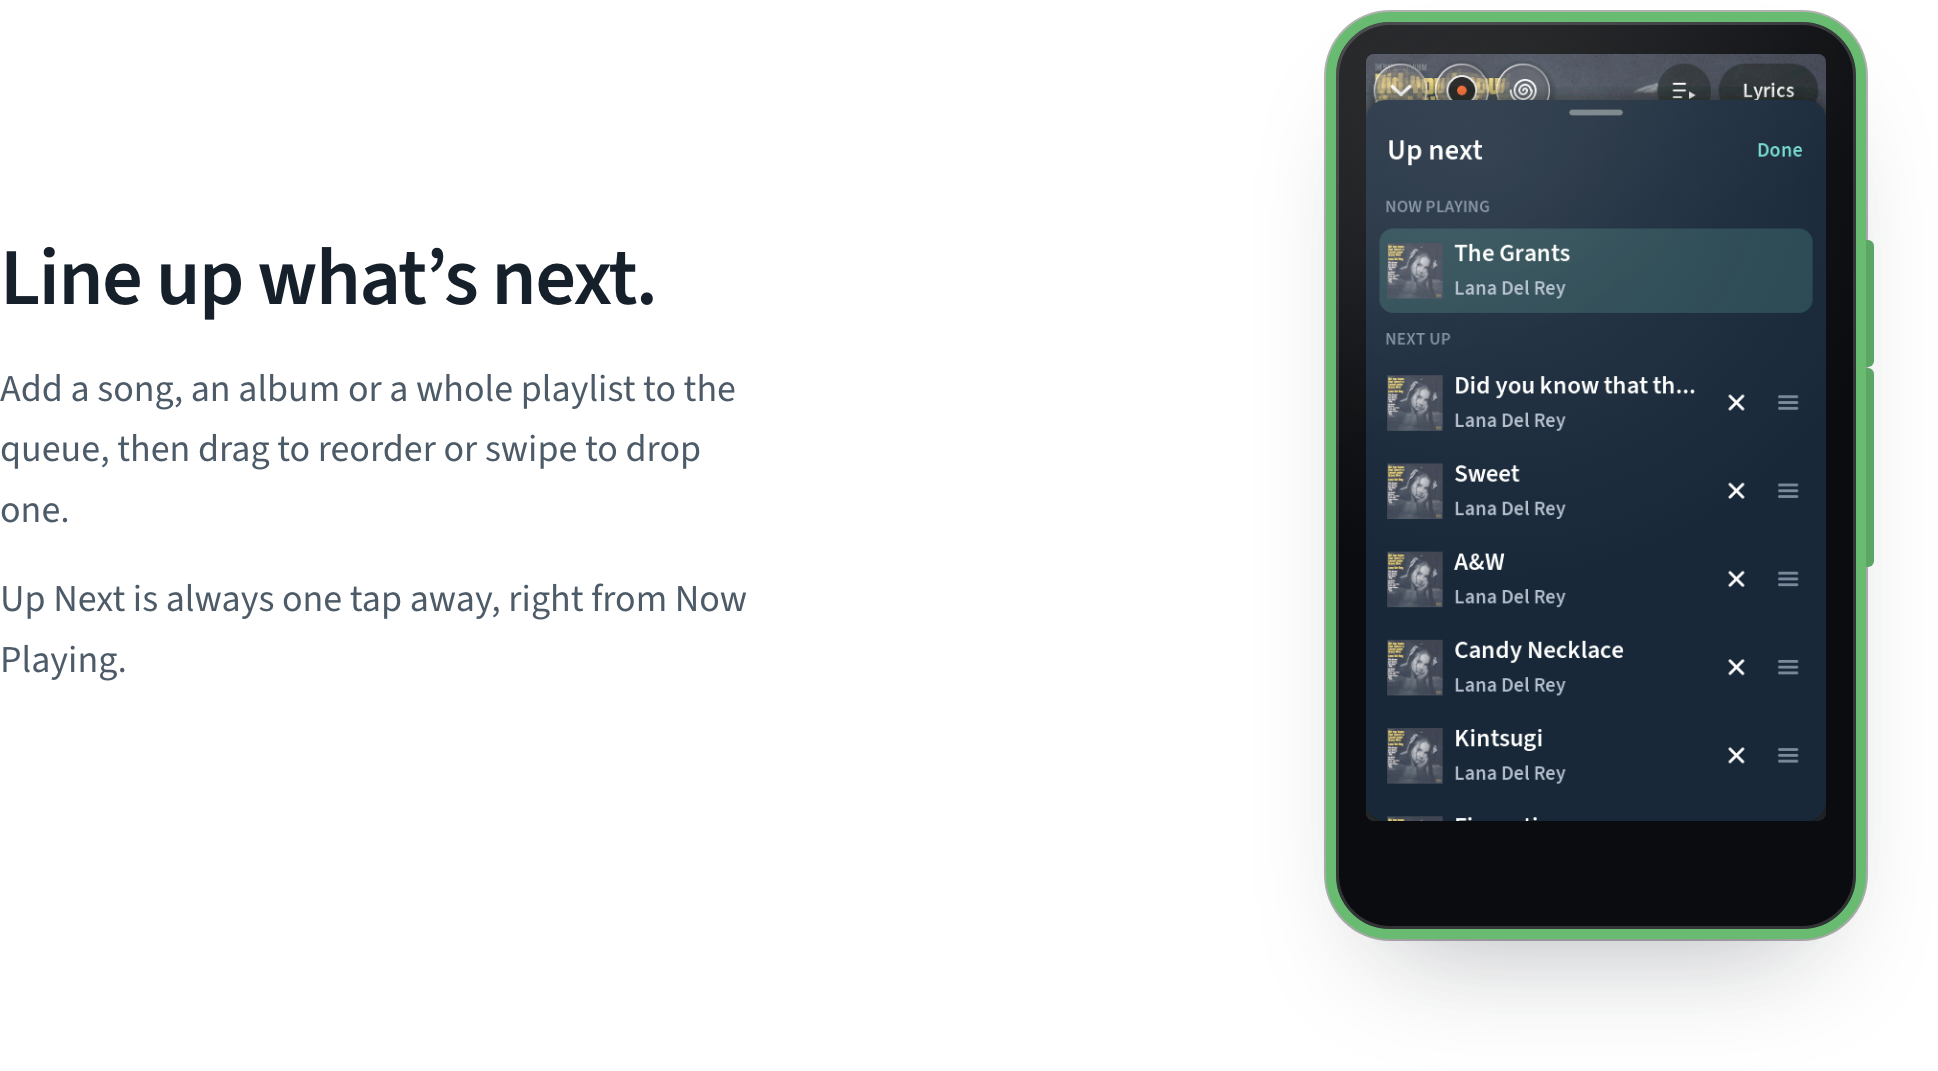 Line up what’s next.
Add a song, an album or a whole playlist to the
queue, then drag to reorder or swipe to drop
one.
Up Next is always one tap away, right from Now
Playing.
Lyrics
Up next
Done
NOW PLAYING
The Grants
Lana Del Rey
NEXT UP
Did you know that th...
Lana Del Rey
Sweet
Lana Del Rey
A&W
Lana Del Rey
Candy Necklace
Lana Del Rey
Kintsugi
Lana Del Rey